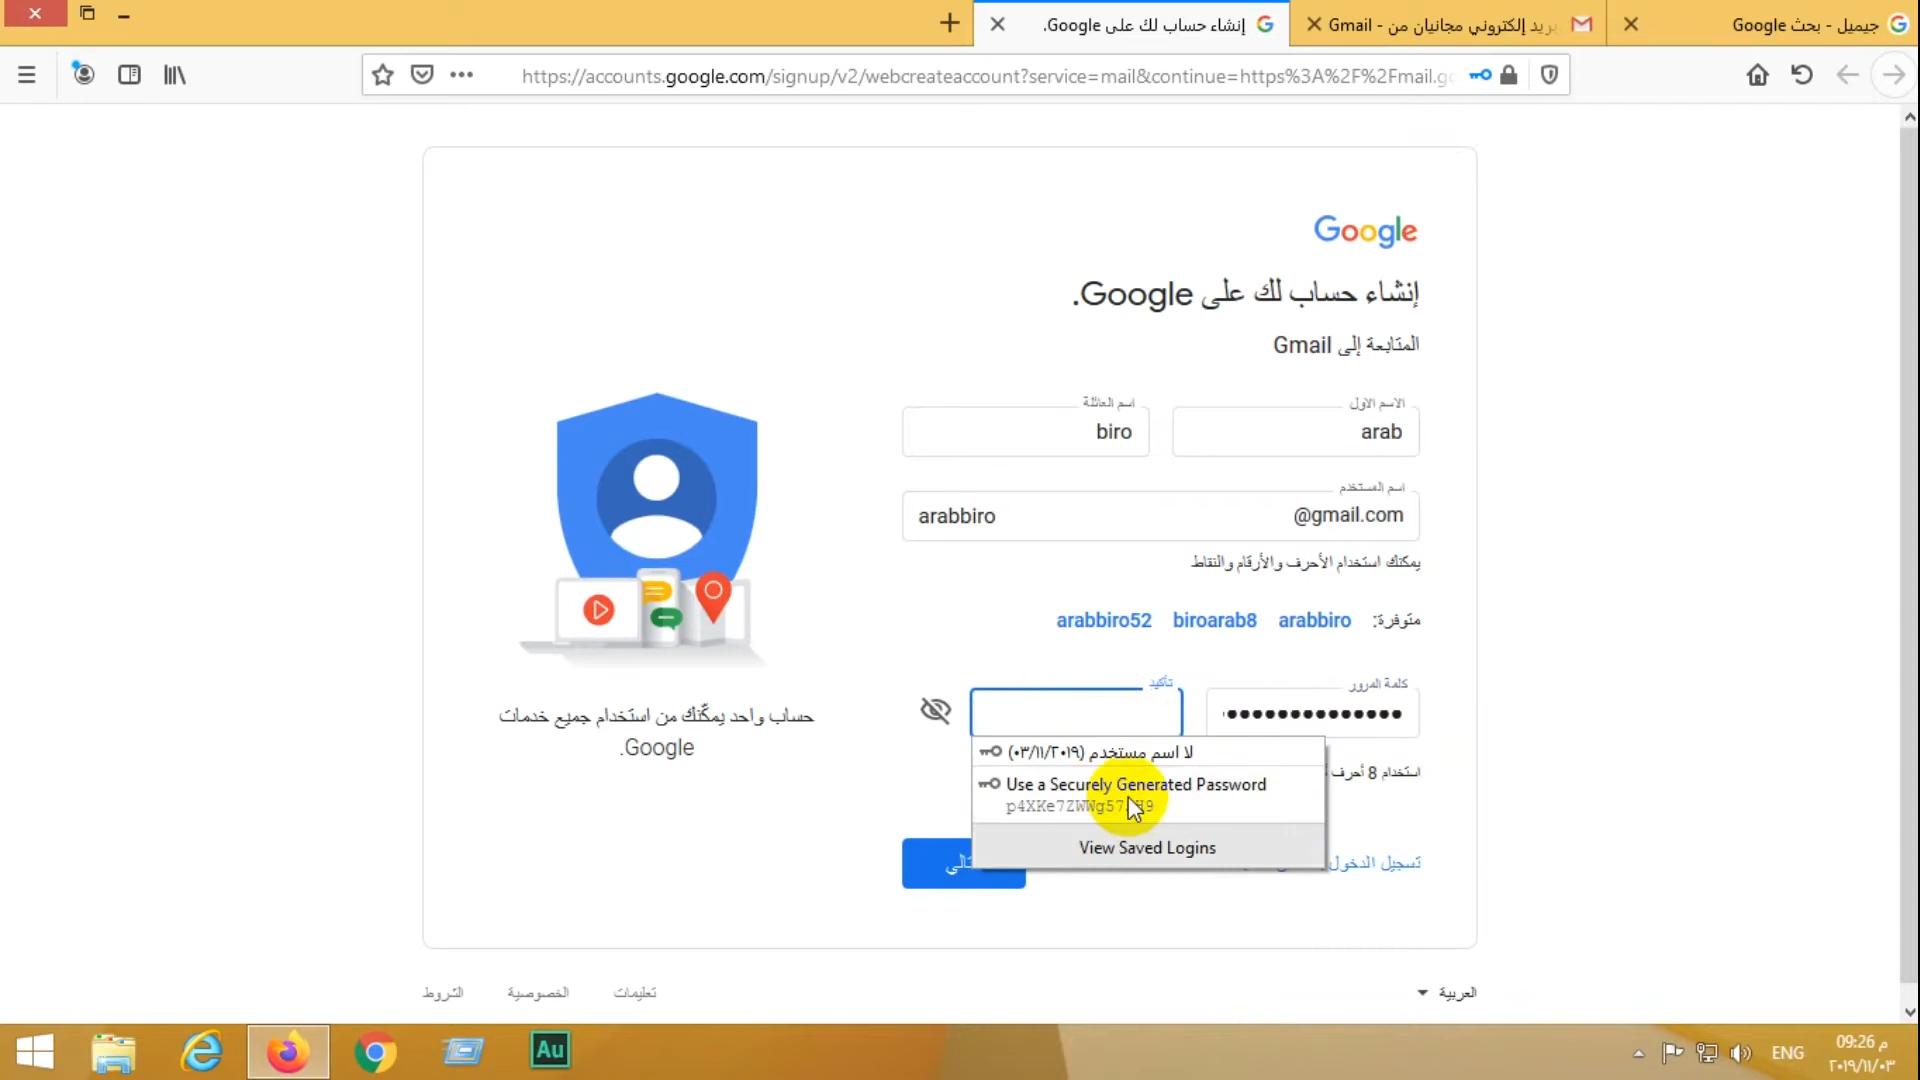 جيميل - بحث Google
بريد إلكتروني مجانيان من - Gmail
إنشاء حساب لك على Google.
https://accounts.google.com/signup/v2/webcreateaccount?service=mail&continue=https%3A%2F%2Fmail.gc
Google
إنشاء حساب لك على Google.
المتابعة إلى Gmail
الاسم الأول
اسم العائلة
arab
biro
اسم المستخدم
arabbiro
@gmail.com
يمكنك استخدام الأحرف والأرقام والنقاط
متوفرة: arabbiro biroarab8 arabbiro52
كلمة المرور
تأكيد
لا اسم مستخدم (٠٣/١١/٢٠١٩)
استخدام 8 أحرف
Use a Securely Generated Password
View Saved Logins
تسجيل الدخول
حساب واحد يمكّنك من استخدام جميع خدمات
Google.
العربية
تعليمات
الخصوصية
الشروط
Au
ENG
09:26 م
٢٠١٩/١١/٠٣